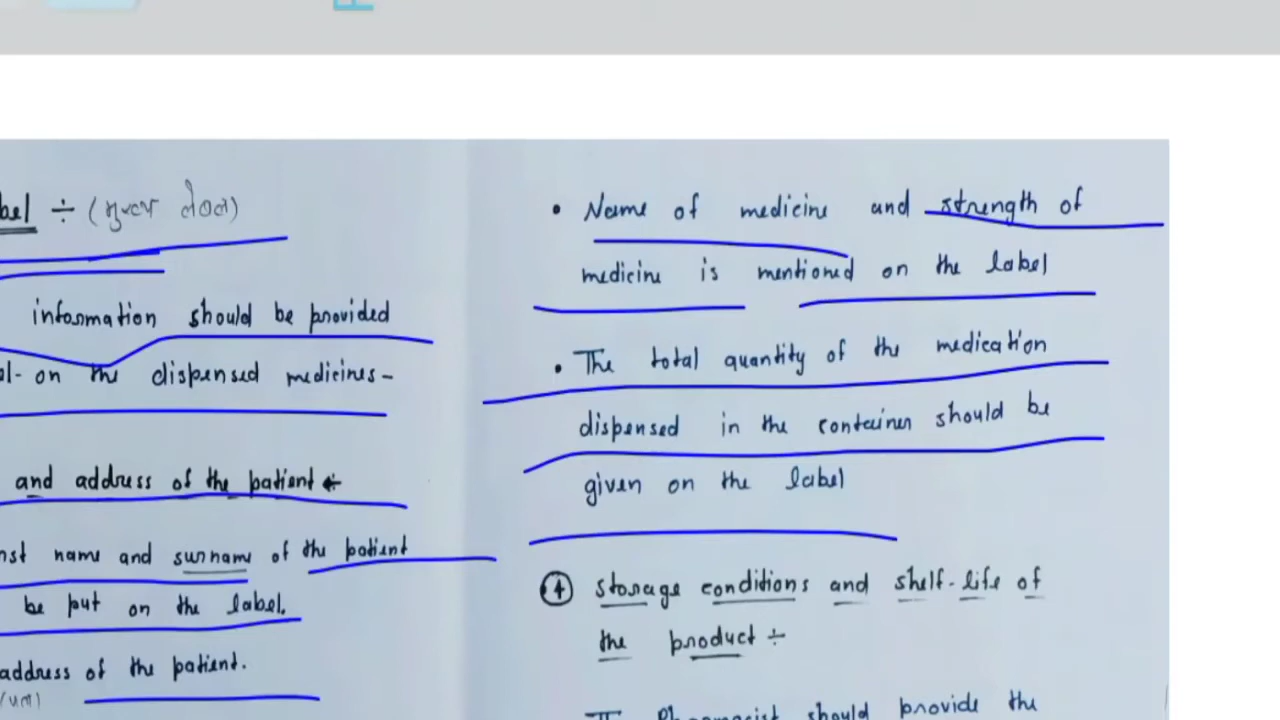 bel ÷ (मुख्य लेबल)
information should be provided
on the dispensed medicines-
and address of the patient ←
name and surname of the patient
be put on the label.
address of the patient.
• Name of medicine and strength of
medicine is mentioned on the label
• The total quantity of the medication
dispensed in the container should be
given on the label
④ Storage conditions and shelf-life of
the product ÷
The Pharmacist should provide the